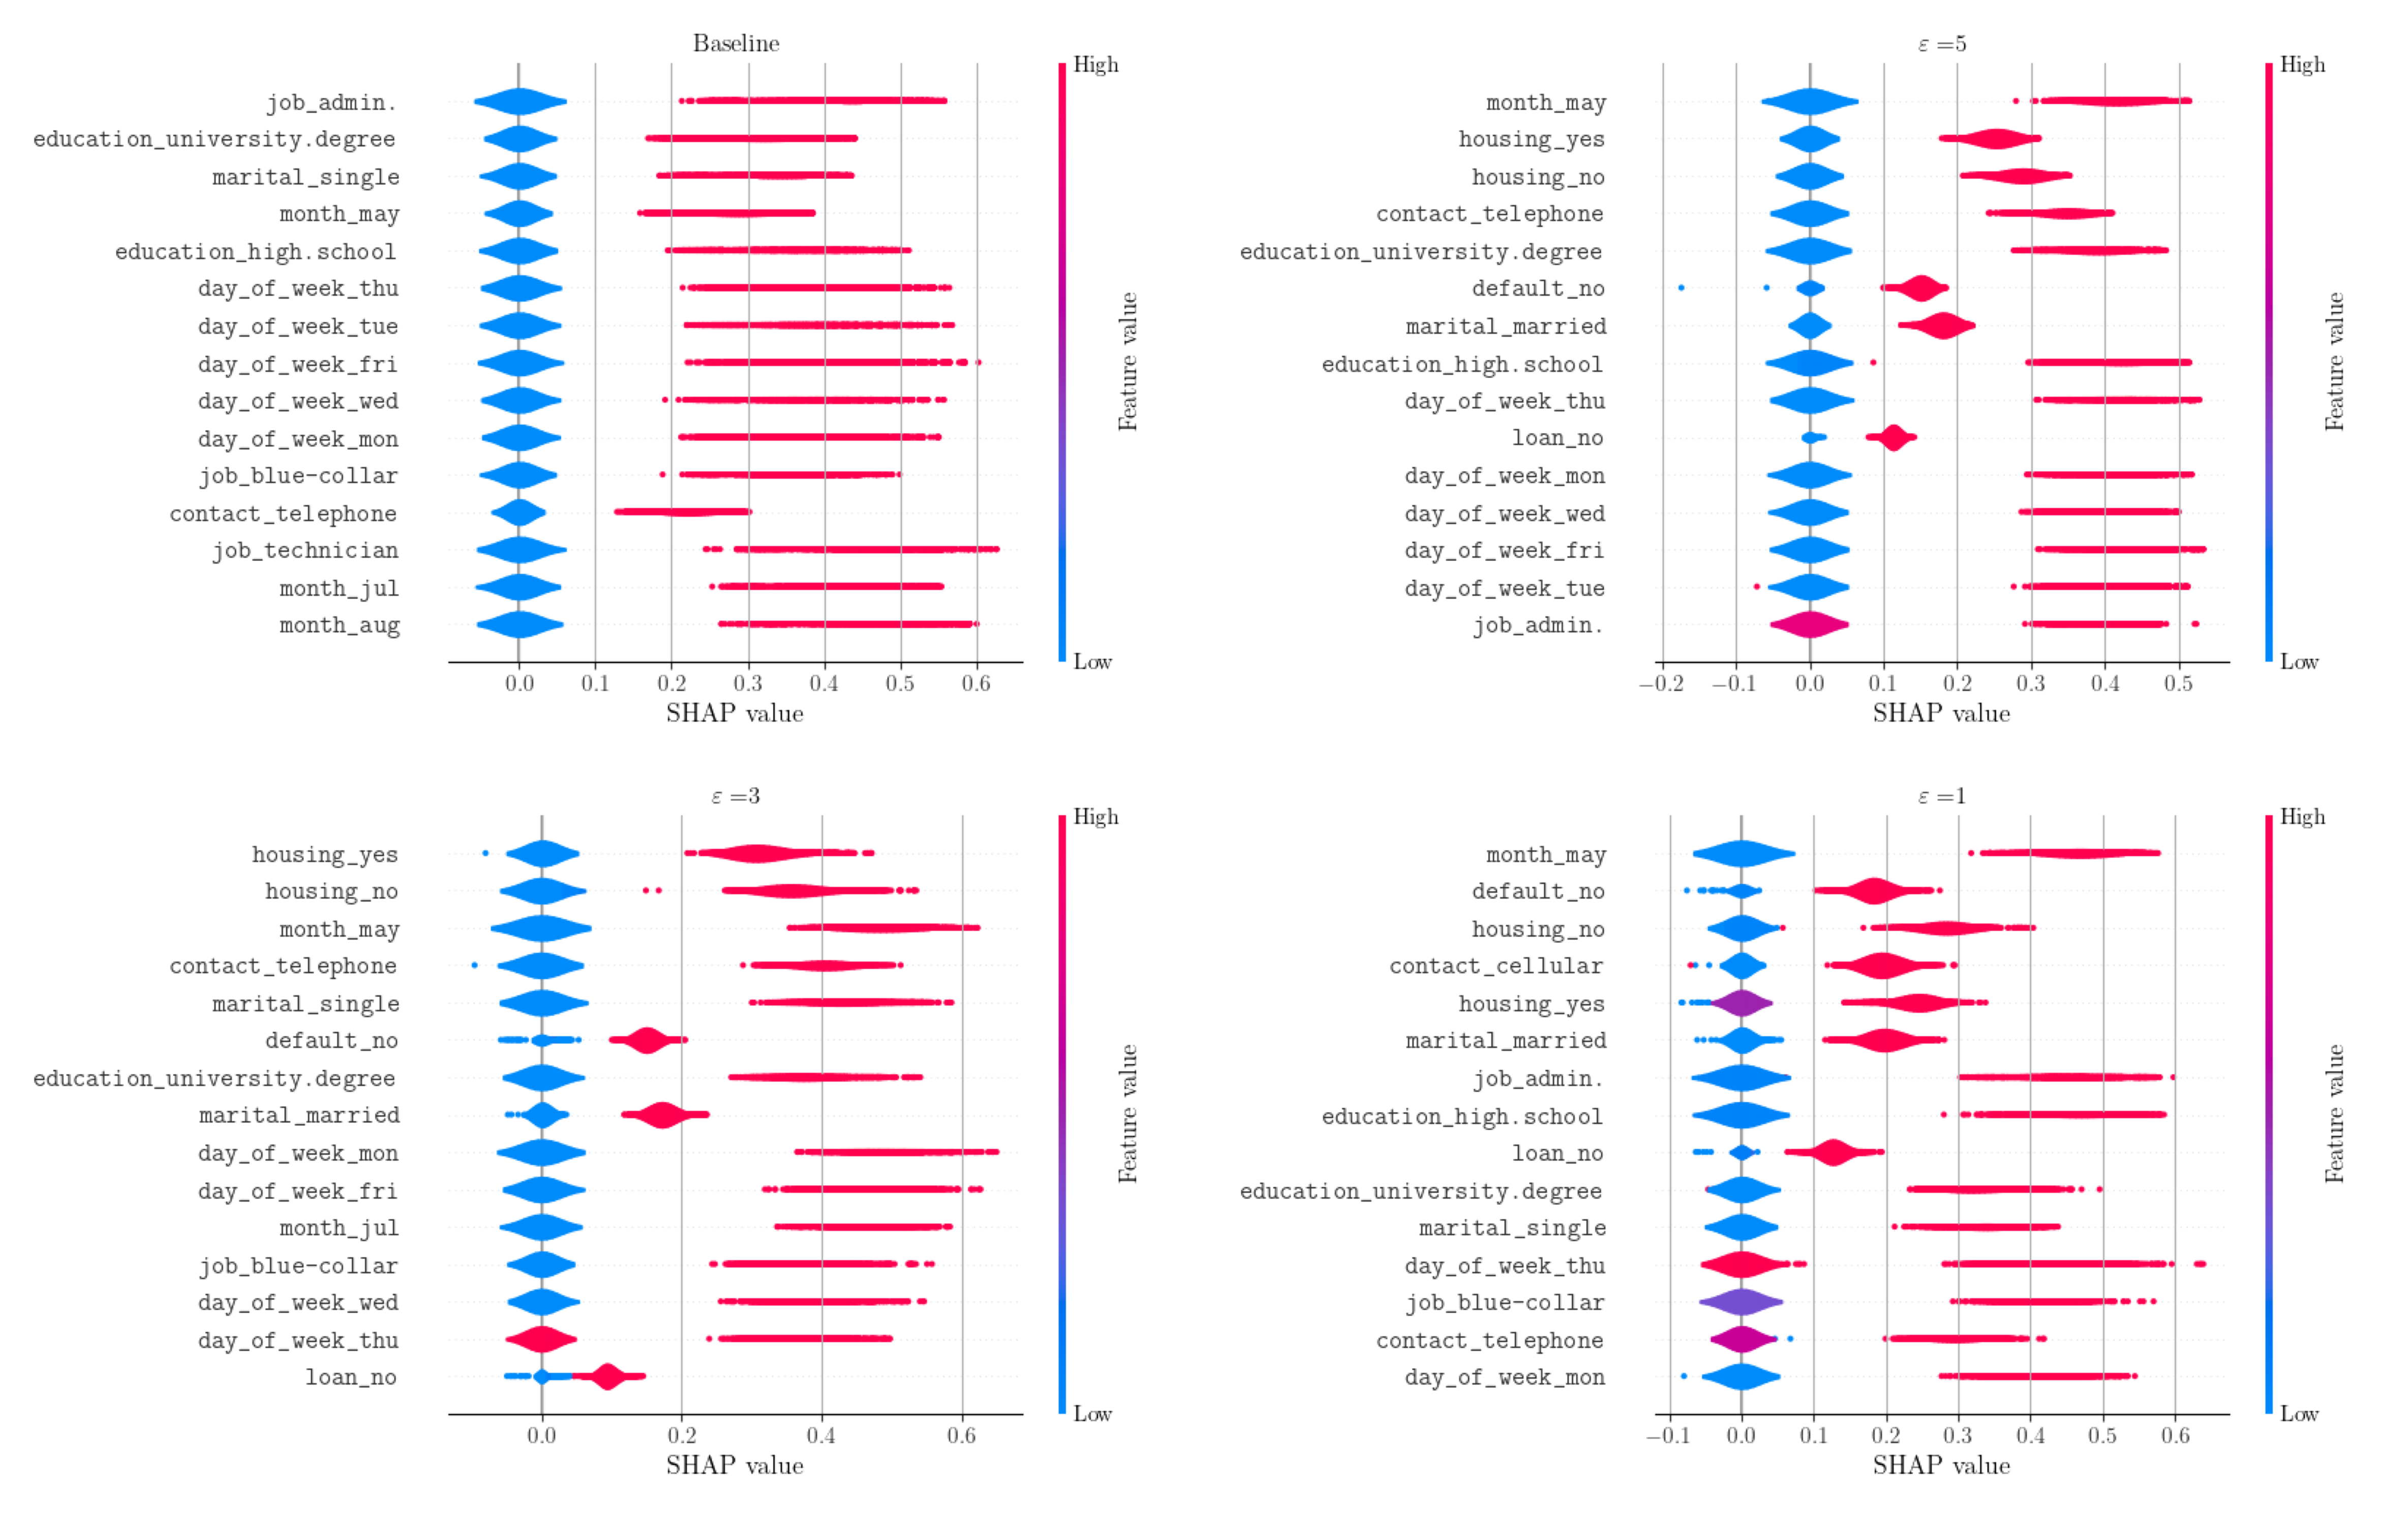 Baseline
High
job_admin.
education_university.degree
marital_single
month_may
education_high.school
day_of_week_thu
day_of_week_tue
day_of_week_fri
day_of_week_wed
day_of_week_mon
job_blue-collar
contact_telephone
job_technician
month_jul
month_aug
Feature value
Low
0.0 0.1 0.2 0.3 0.4 0.5 0.6
SHAP value
ε =5
High
month_may
housing_yes
housing_no
contact_telephone
education_university.degree
default_no
marital_married
education_high.school
day_of_week_thu
loan_no
day_of_week_mon
day_of_week_wed
day_of_week_fri
day_of_week_tue
job_admin.
Feature value
Low
−0.2 −0.1 0.0 0.1 0.2 0.3 0.4 0.5
SHAP value
ε =3
High
housing_yes
housing_no
month_may
contact_telephone
marital_single
default_no
education_university.degree
marital_married
day_of_week_mon
day_of_week_fri
month_jul
job_blue-collar
day_of_week_wed
day_of_week_thu
loan_no
Feature value
Low
0.0 0.2 0.4 0.6
SHAP value
ε =1
High
month_may
default_no
housing_no
contact_cellular
housing_yes
marital_married
job_admin.
education_high.school
loan_no
education_university.degree
marital_single
day_of_week_thu
job_blue-collar
contact_telephone
day_of_week_mon
Feature value
Low
−0.1 0.0 0.1 0.2 0.3 0.4 0.5 0.6
SHAP value